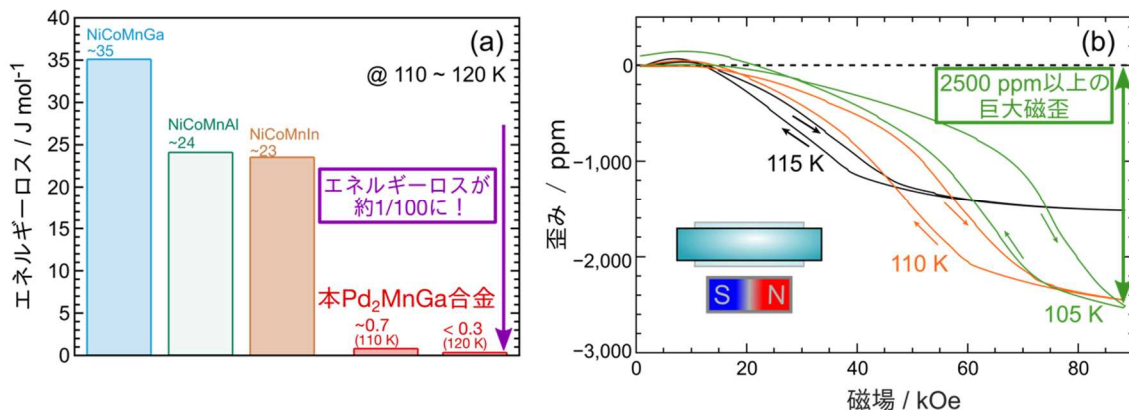 (a)
エネルギーロス / J mol⁻¹
40
35
30
25
20
15
10
5
0
NiCoMnGa
~35
NiCoMnAl
~24
NiCoMnIn
~23
@ 110 ~ 120 K
エネルギーロスが
約1/100に!
本Pd₂MnGa合金
~0.7
(110 K)
< 0.3
(120 K)
(b)
歪み / ppm
0
−1,000
−2,000
−3,000
2500 ppm以上の
巨大磁歪
115 K
110 K
105 K
S N
0 20 40 60 80
磁場 / kOe